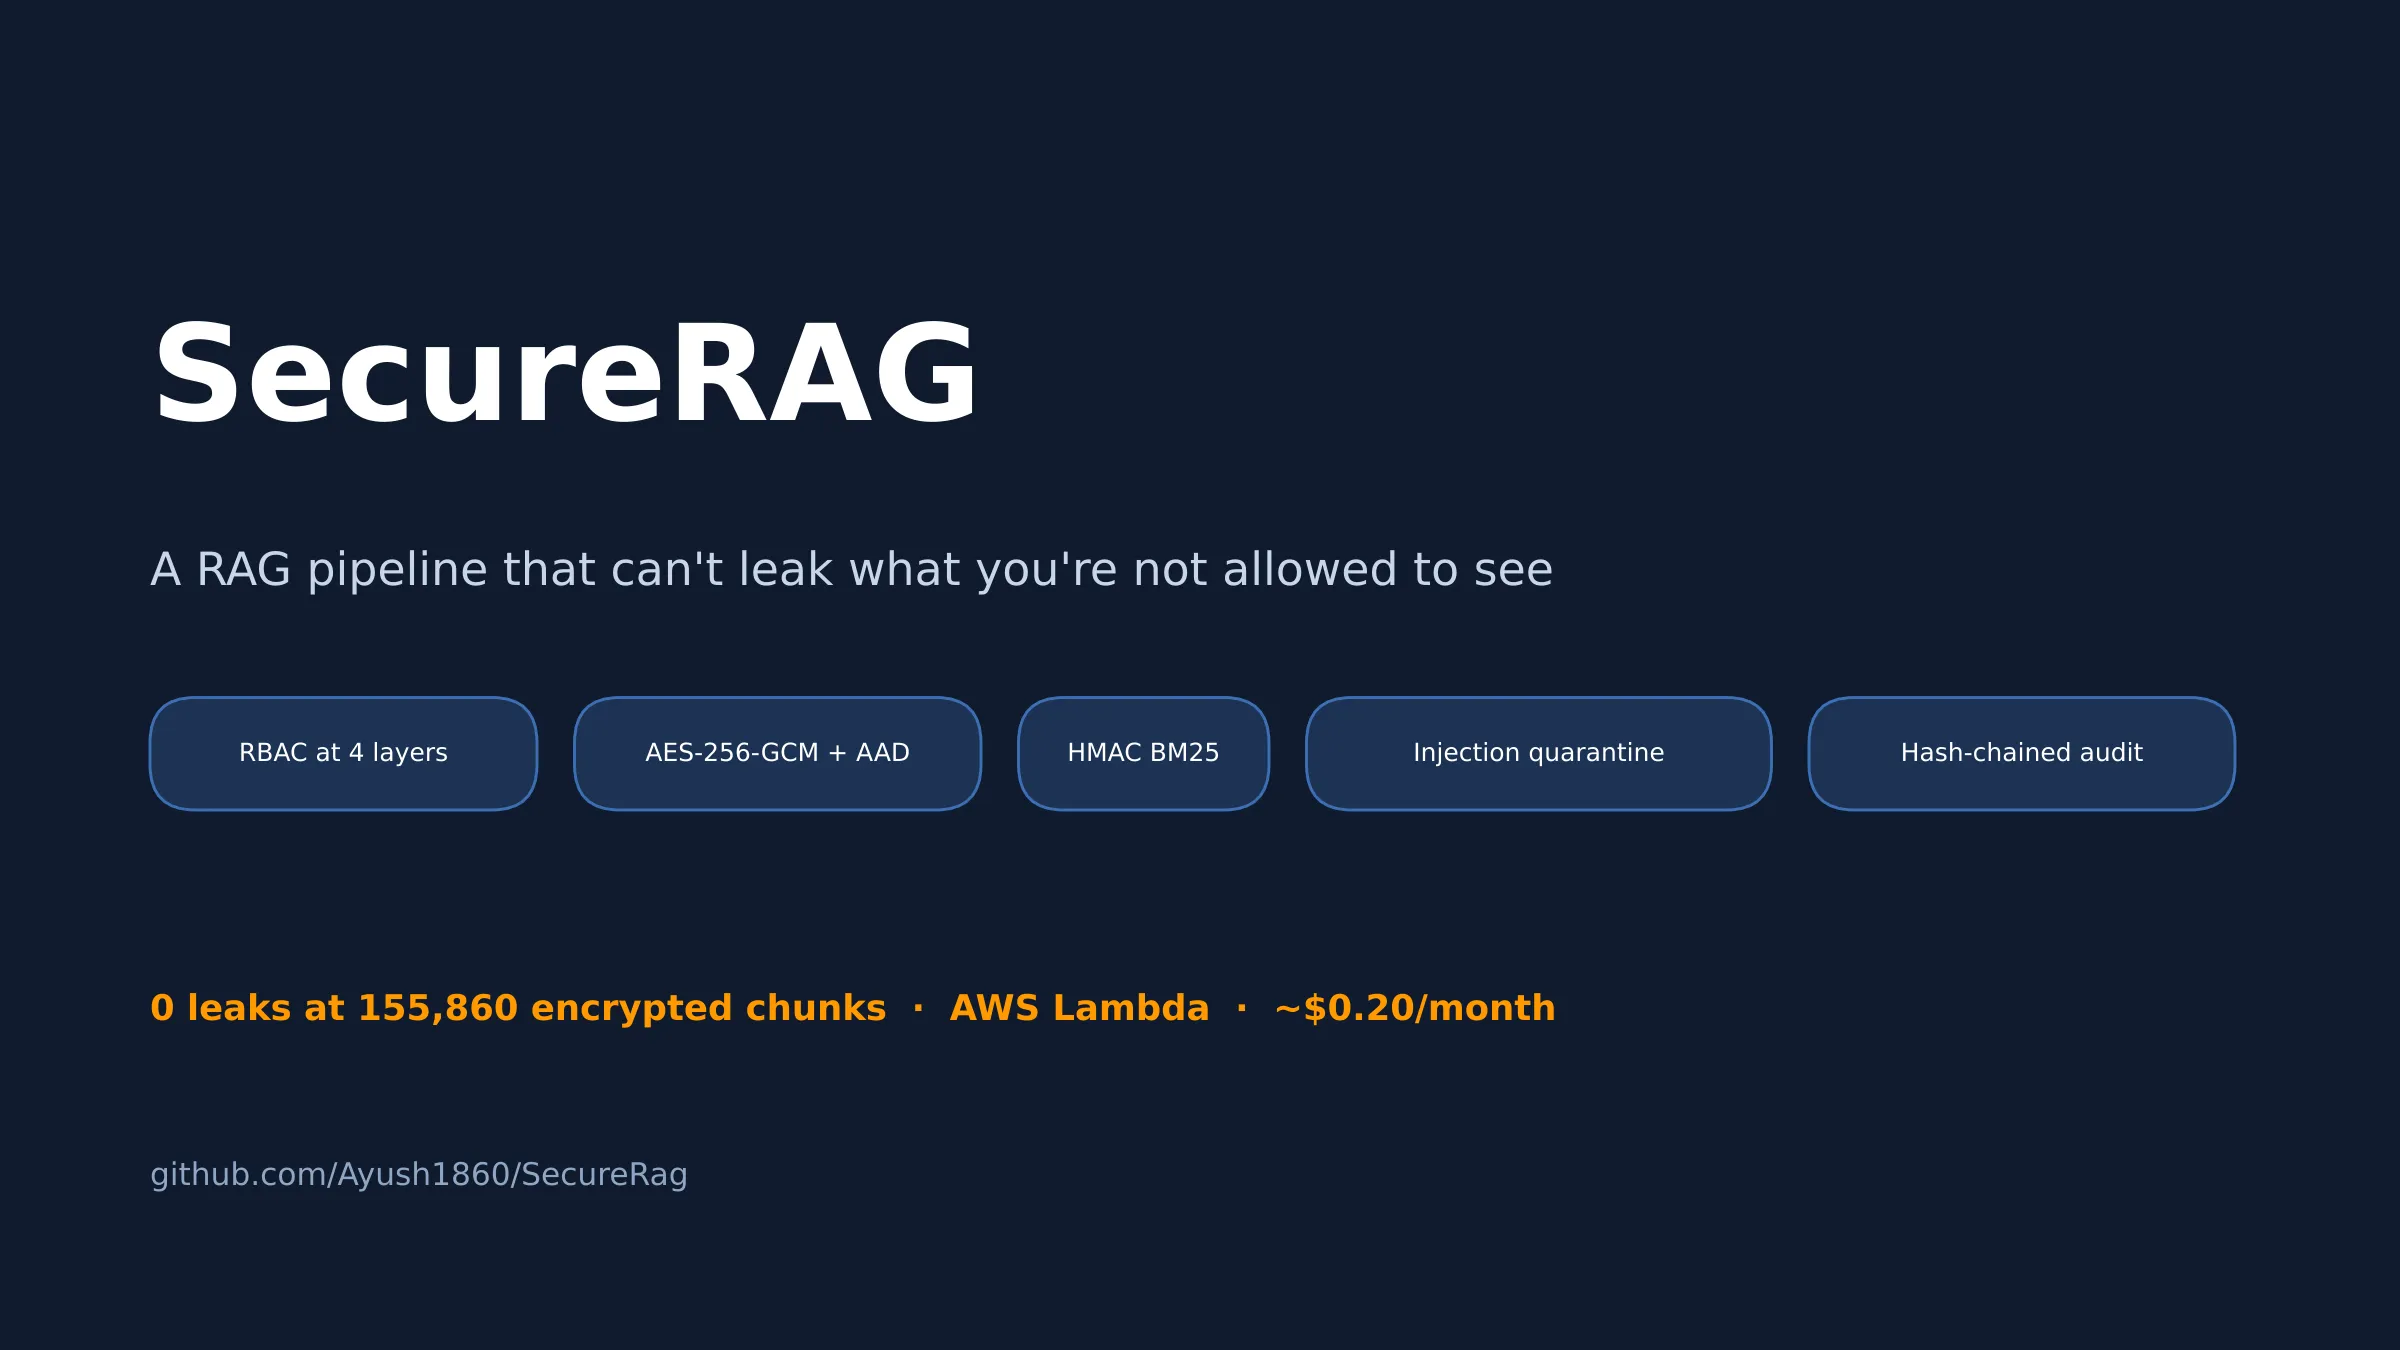 SecureRAG
A RAG pipeline that can't leak what you're not allowed to see
RBAC at 4 layers
AES-256-GCM + AAD
HMAC BM25
Injection quarantine
Hash-chained audit
0 leaks at 155,860 encrypted chunks · AWS Lambda · ~$0.20/month
github.com/Ayush1860/SecureRag